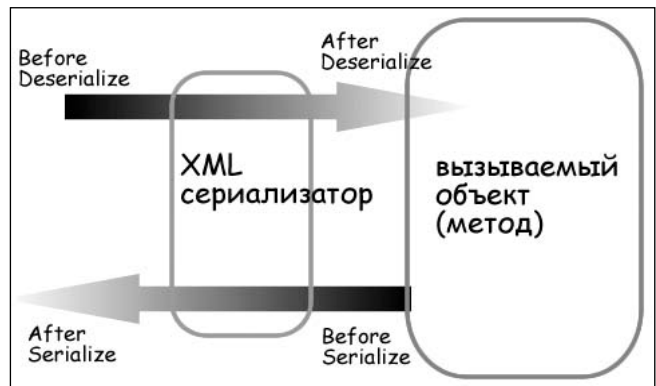 Before
Deserialize
After
Deserialize
XML
сериализатор
вызываемый
объект
(метод)
After
Serialize
Before
Serialize